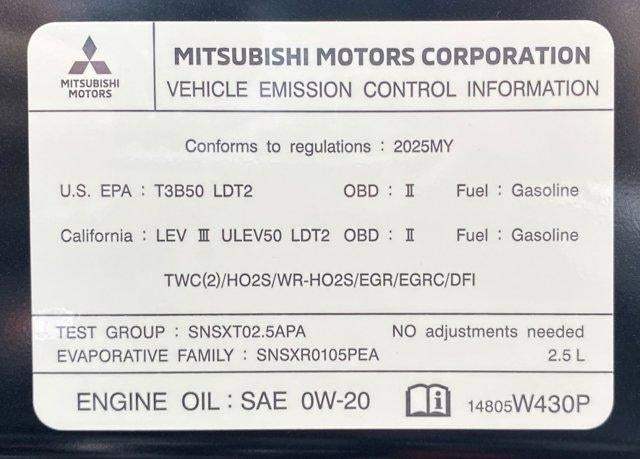 MITSUBISHI MOTORS
MITSUBISHI MOTORS CORPORATION
VEHICLE EMISSION CONTROL INFORMATION
Conforms to regulations : 2025MY
U.S. EPA : T3B50 LDT2 OBD : II Fuel : Gasoline
California : LEV III ULEV50 LDT2 OBD : II Fuel : Gasoline
TWC(2)/HO2S/WR-HO2S/EGR/EGRC/DFI
TEST GROUP : SNSXT02.5APA NO adjustments needed
EVAPORATIVE FAMILY : SNSXR0105PEA 2.5 L
ENGINE OIL : SAE 0W-20 14805W430P